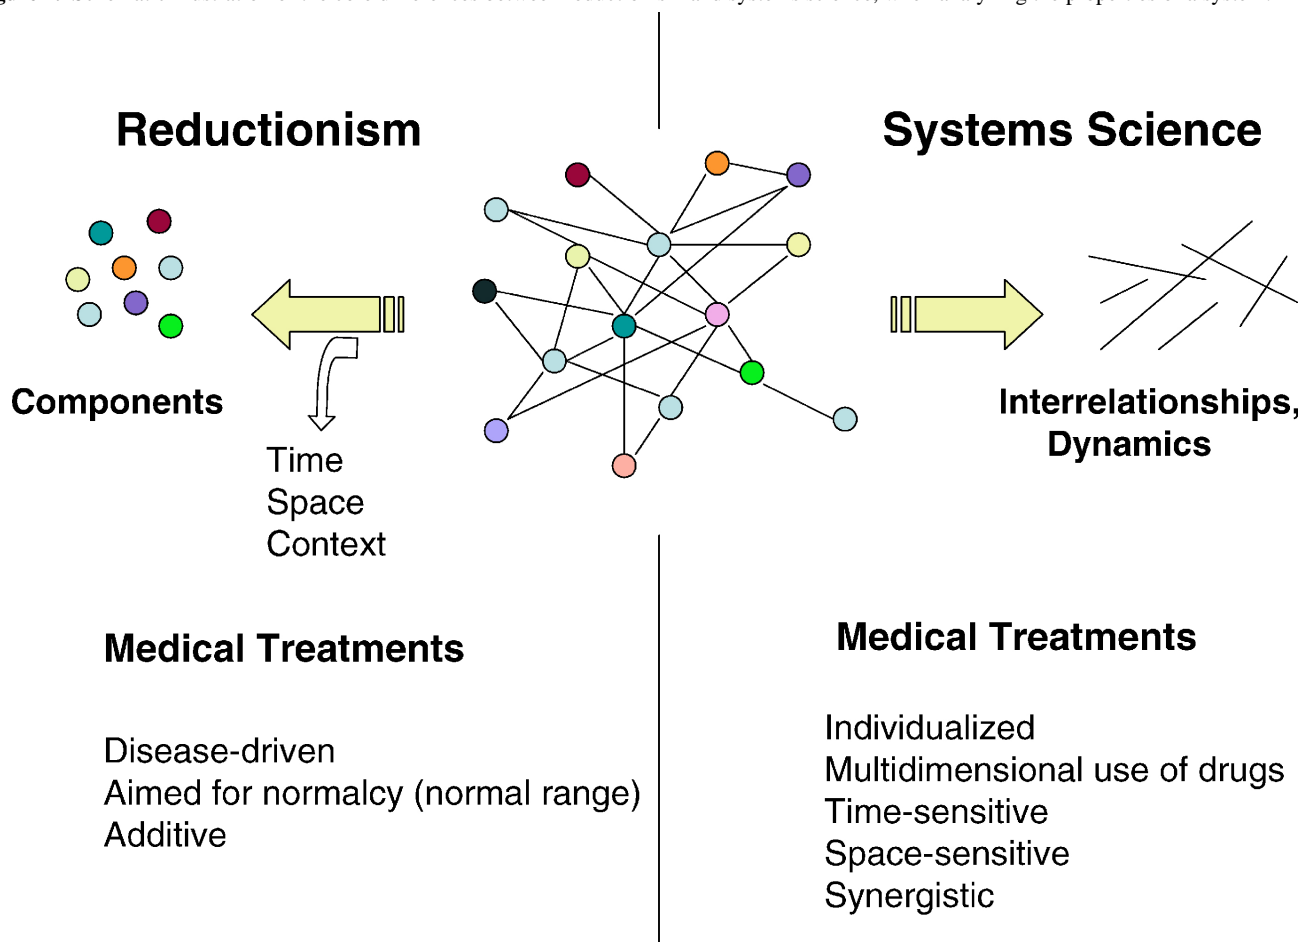 Reductionism
Systems Science
Components
Interrelationships,
Dynamics
Time
Space
Context
Medical Treatments
Disease-driven
Aimed for normalcy (normal range)
Additive
Medical Treatments
Individualized
Multidimensional use of drugs
Time-sensitive
Space-sensitive
Synergistic